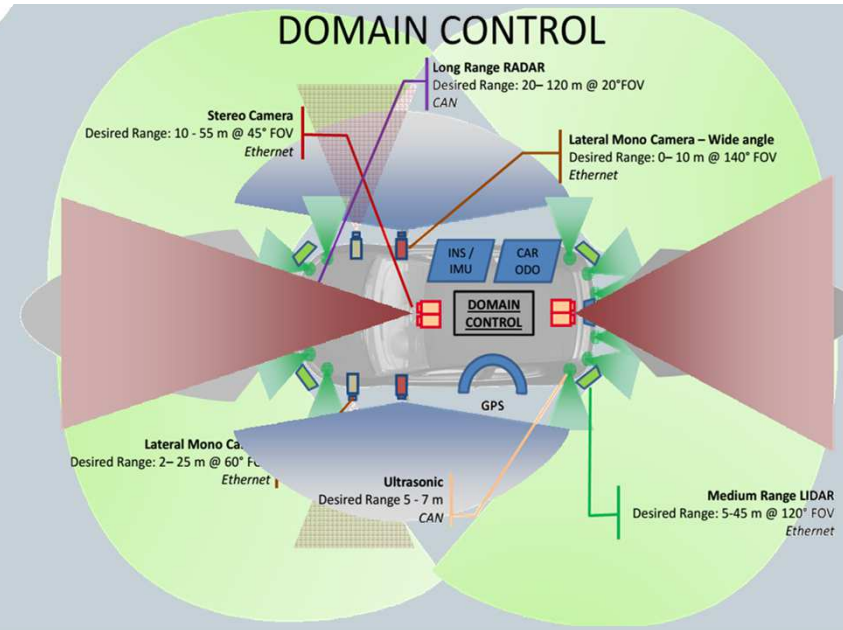 DOMAIN CONTROL
Long Range RADAR
Desired Range: 20– 120 m @ 20°FOV
CAN
Stereo Camera
Desired Range: 10 - 55 m @ 45° FOV
Ethernet
Lateral Mono Camera – Wide angle
Desired Range: 0– 10 m @ 140° FOV
Ethernet
INS /
IMU
CAR
ODO
DOMAIN
CONTROL
GPS
Lateral Mono
Desired Range: 2– 25 m @ 60°
Ethernet
Ultrasonic
Desired Range 5 - 7 m
CAN
Medium Range LIDAR
Desired Range: 5-45 m @ 120° FOV
Ethernet